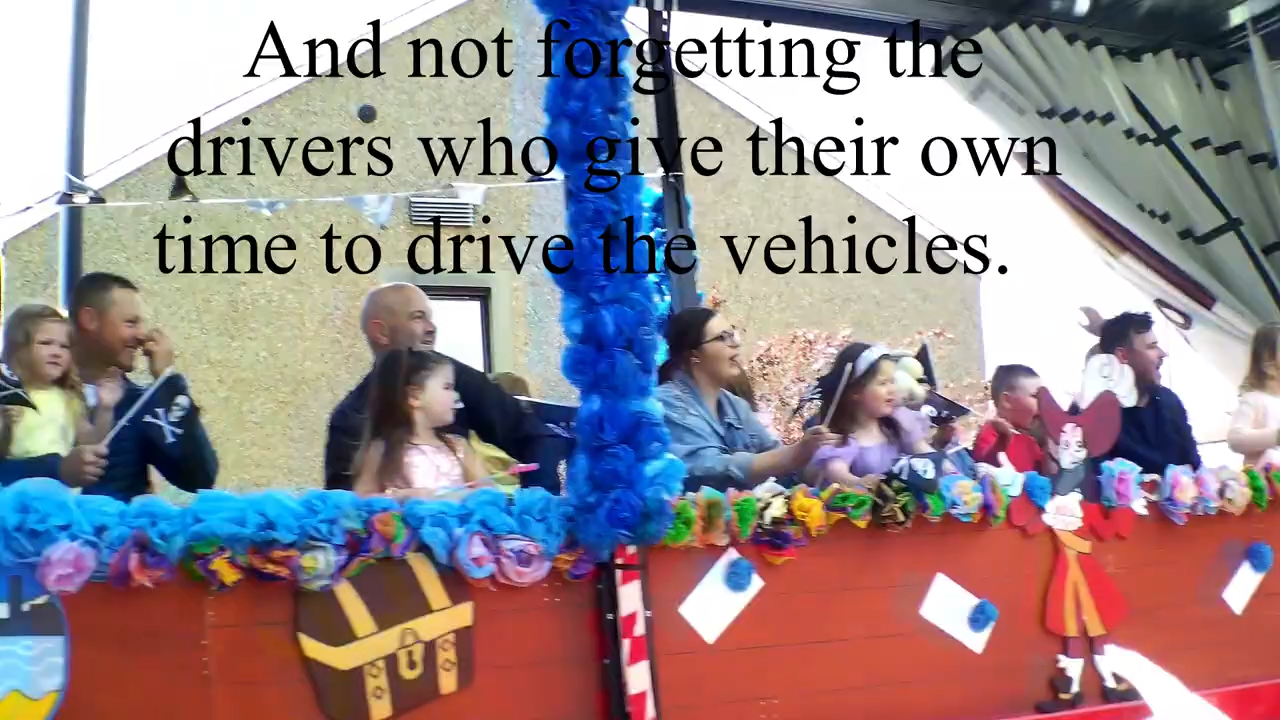 And not forgetting the
drivers who give their own
time to drive the vehicles.